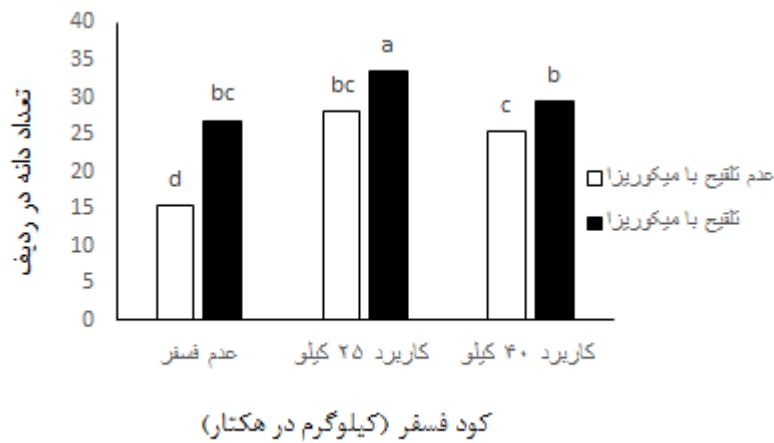 تعداد دانه در ردیف
40
35
30
25
20
15
10
5
0
d
bc
bc
a
c
b
عدم فسفر
کاربرد ۲۵ کیلو
کاربرد ۴۰ کیلو
کود فسفر (کیلوگرم در هکتار)
عدم تلقیح با میکوریزا
تلقیح با میکوریزا